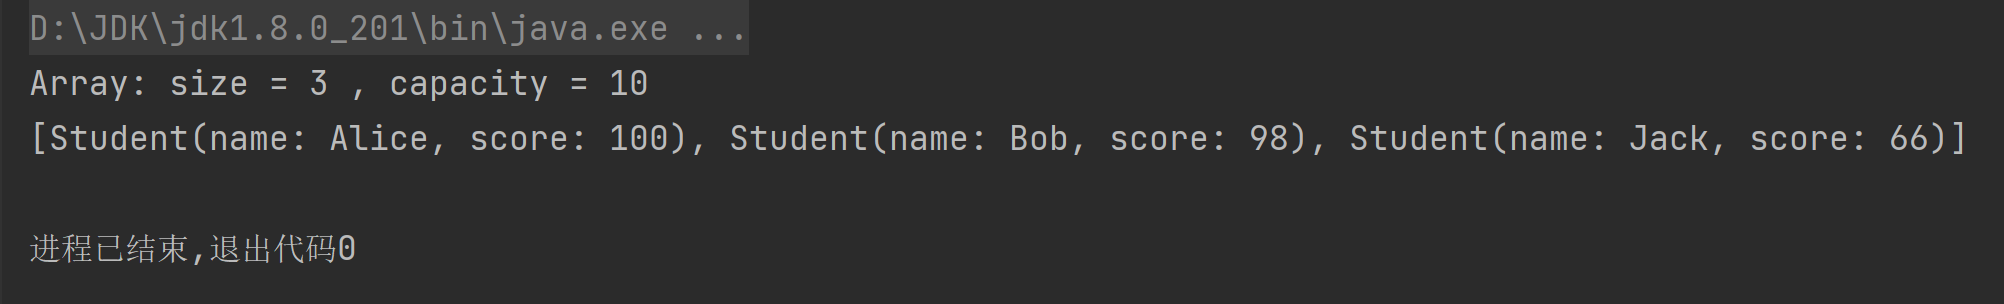 D:\JDK\jdk1.8.0_201\bin\java.exe ...
Array: size = 3 , capacity = 10
[Student(name: Alice, score: 100), Student(name: Bob, score: 98), Student(name: Jack, score: 66)]
进程已结束,退出代码0